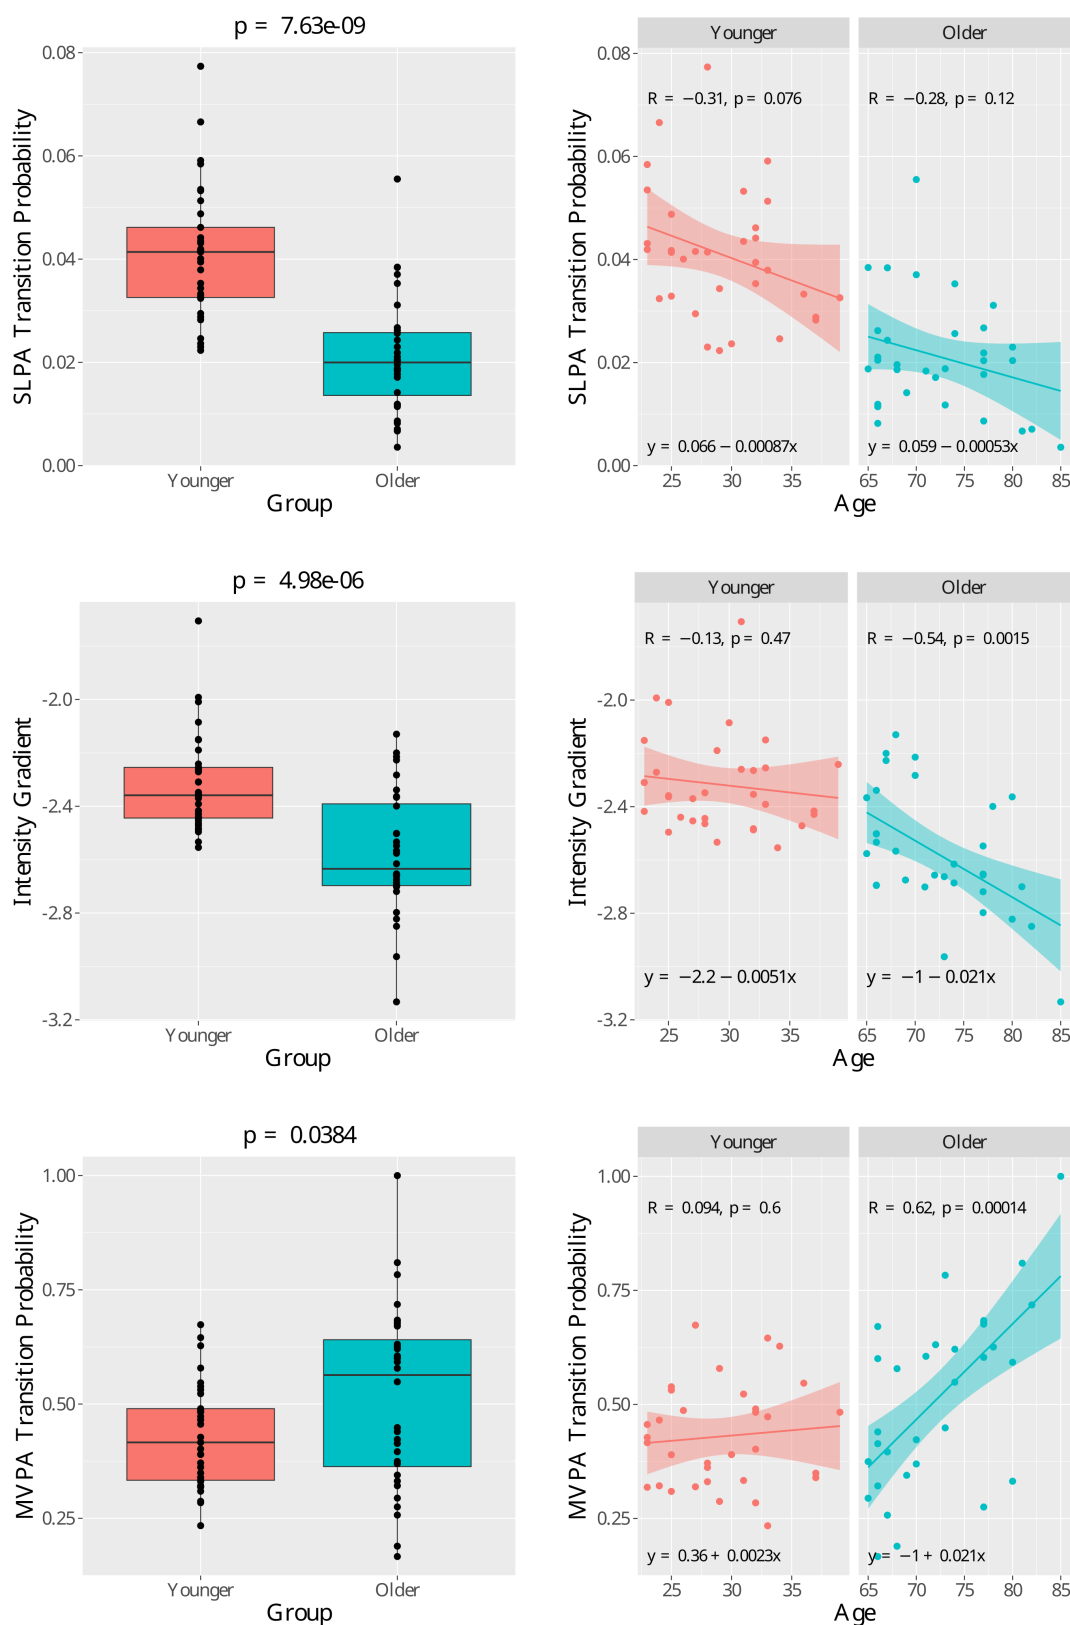 p = 7.63e-09
0.08
0.06
0.04
0.02
0.00
SLPA Transition Probability
Younger Older
Group
Younger Older
R = −0.31, p = 0.076
R = −0.28, p = 0.12
0.08
0.06
0.04
0.02
0.00
SLPA Transition Probability
y = 0.066 − 0.00087x
y = 0.059 − 0.00053x
25 30 35 65 70 75 80 85
Age
p = 4.98e-06
-2.0
-2.4
-2.8
-3.2
Intensity Gradient
Younger Older
Group
Younger Older
R = −0.13, p = 0.47
R = −0.54, p = 0.0015
-2.0
-2.4
-2.8
-3.2
Intensity Gradient
y = −2.2 − 0.0051x
y = −1 − 0.021x
25 30 35 65 70 75 80 85
Age
p = 0.0384
1.00
0.75
0.50
0.25
MVPA Transition Probability
Younger Older
Group
Younger Older
R = 0.094, p = 0.6
R = 0.62, p = 0.00014
1.00
0.75
0.50
0.25
MVPA Transition Probability
y = 0.36 + 0.0023x
y = −1 + 0.021x
25 30 35 65 70 75 80 85
Age